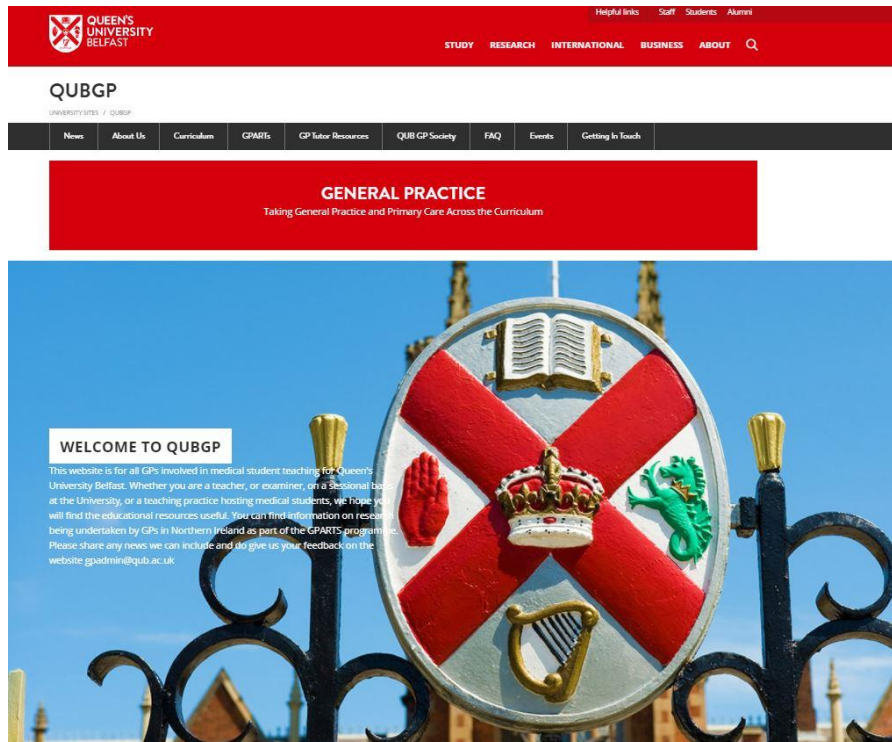 Helpful links Staff Students Alumni
QUEEN'S
UNIVERSITY
BELFAST
STUDY RESEARCH INTERNATIONAL BUSINESS ABOUT
QUBGP
UNIVERSITY SITES / QUBGP
News About Us Curriculum GPARTs GP Tutor Resources QUB GP Society FAQ Events Getting In Touch
GENERAL PRACTICE
Taking General Practice and Primary Care Across the Curriculum
WELCOME TO QUBGP
This website is for all GPs involved in medical student teaching for Queen's
University Belfast. Whether you are a teacher, or examiner, on a sessional basis
at the University, or a teaching practice hosting medical students, we hope you
will find the educational resources useful. You can find information on research
being undertaken by GPs in Northern Ireland as part of the GPARTS programme.
Please share any news we can include and do give us your feedback on the
website gpadmin@qub.ac.uk